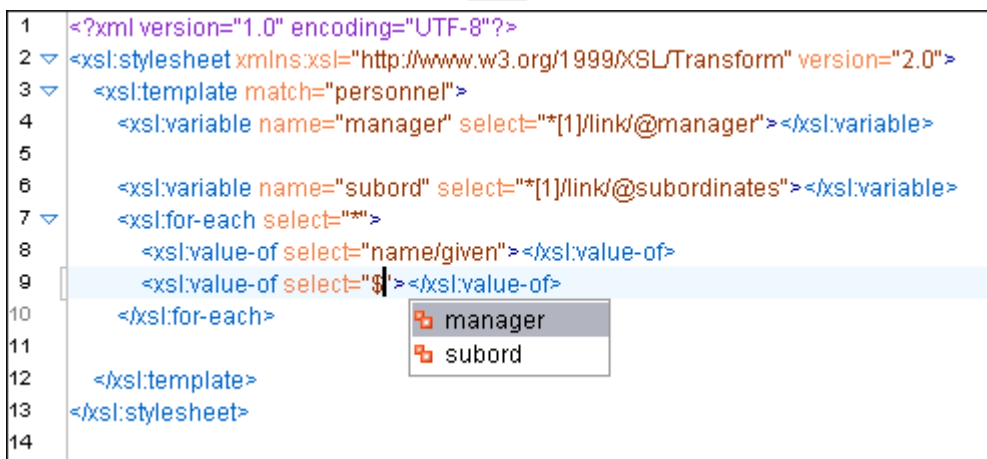 1 <?xml version="1.0" encoding="UTF-8"?>
2 <xsl:stylesheet xmlns:xsl="http://www.w3.org/1999/XSL/Transform" version="2.0">
3 <xsl:template match="personnel">
4 <xsl:variable name="manager" select="*[1]/link/@manager"></xsl:variable>
5
6 <xsl:variable name="subord" select="*[1]/link/@subordinates"></xsl:variable>
7 <xsl:for-each select="*">
8 <xsl:value-of select="name/given"></xsl:value-of>
9 <xsl:value-of select="$"></xsl:value-of>
10 </xsl:for-each>
manager
11
subord
12 </xsl:template>
13 </xsl:stylesheet>
14